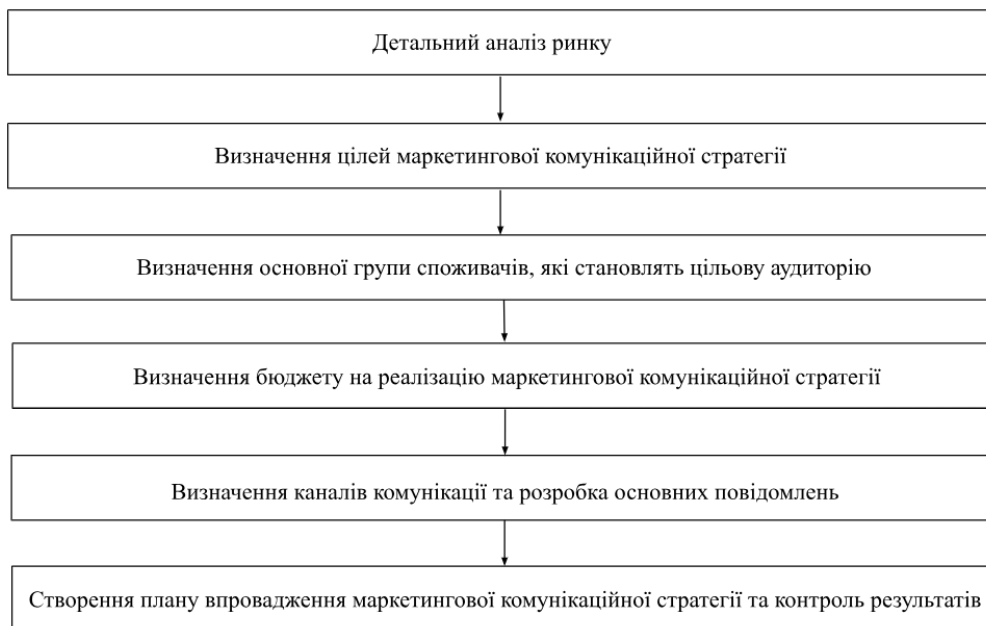 Детальний аналіз ринку
Визначення цілей маркетингової комунікаційної стратегії
Визначення основної групи споживачів, які становлять цільову аудиторію
Визначення бюджету на реалізацію маркетингової комунікаційної стратегії
Визначення каналів комунікації та розробка основних повідомлень
Створення плану впровадження маркетингової комунікаційної стратегії та контроль результатів